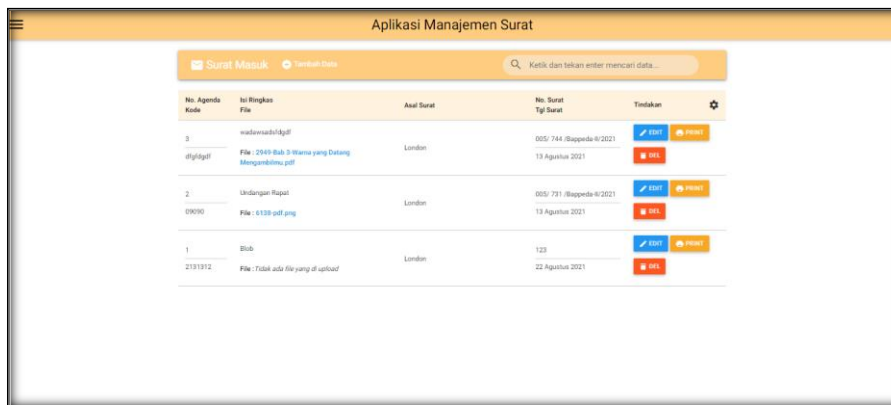 Aplikasi Manajemen Surat
Surat Masuk Tambah Data
Ketik dan tekan enter mencari data...
No. Agenda Isi Ringkas Asal Surat No. Surat Tindakan
Kode File Tgl Surat
3 wadawsadsfdgdf London 005/ 744 /Bappeda-II/2021 EDIT PRINT
dfgfdgdf File : 2949-Bab 3-Warna yang Datang 13 Agustus 2021 DEL
Mengambilmu.pdf
2 Undangan Rapat London 005/ 731 /Bappeda-II/2021 EDIT PRINT
09090 File : 6138-pdf.png 13 Agustus 2021 DEL
1 Blob London 123 EDIT PRINT
2131312 File : Tidak ada file yang di upload 22 Agustus 2021 DEL